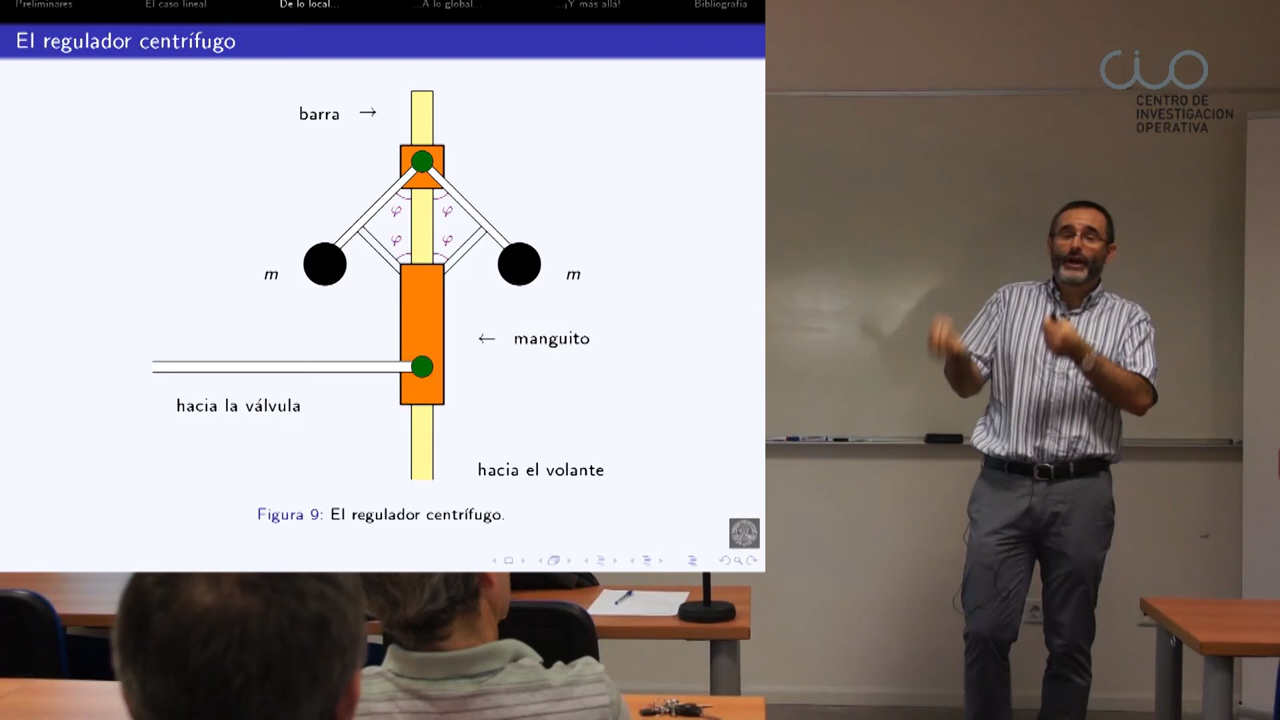 Preliminares
El caso lineal
De lo local...
...A lo global...
...¡Y más allá!
Bibliografía
El regulador centrífugo
barra →
φ φ
φ φ
m
m
← manguito
hacia la válvula
hacia el volante
Figura 9: El regulador centrífugo.
CIO
CENTRO DE
INVESTIGACION
OPERATIVA